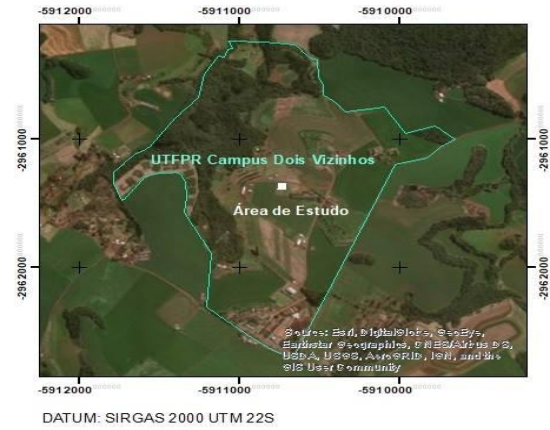 -5912000 -5911000 -5910000
-2961000 -2961000
UTFPR Campus Dois Vizinhos
Área de Estudo
-2962000 -2962000
Source: Esri, DigitalGlobe, GeoEye,
Earthstar Geographics, CNES/Airbus DS,
USDA, USGS, AeroGRID, IGN, and the
GIS User Community
-5912000 -5911000 -5910000
DATUM: SIRGAS 2000 UTM 22S